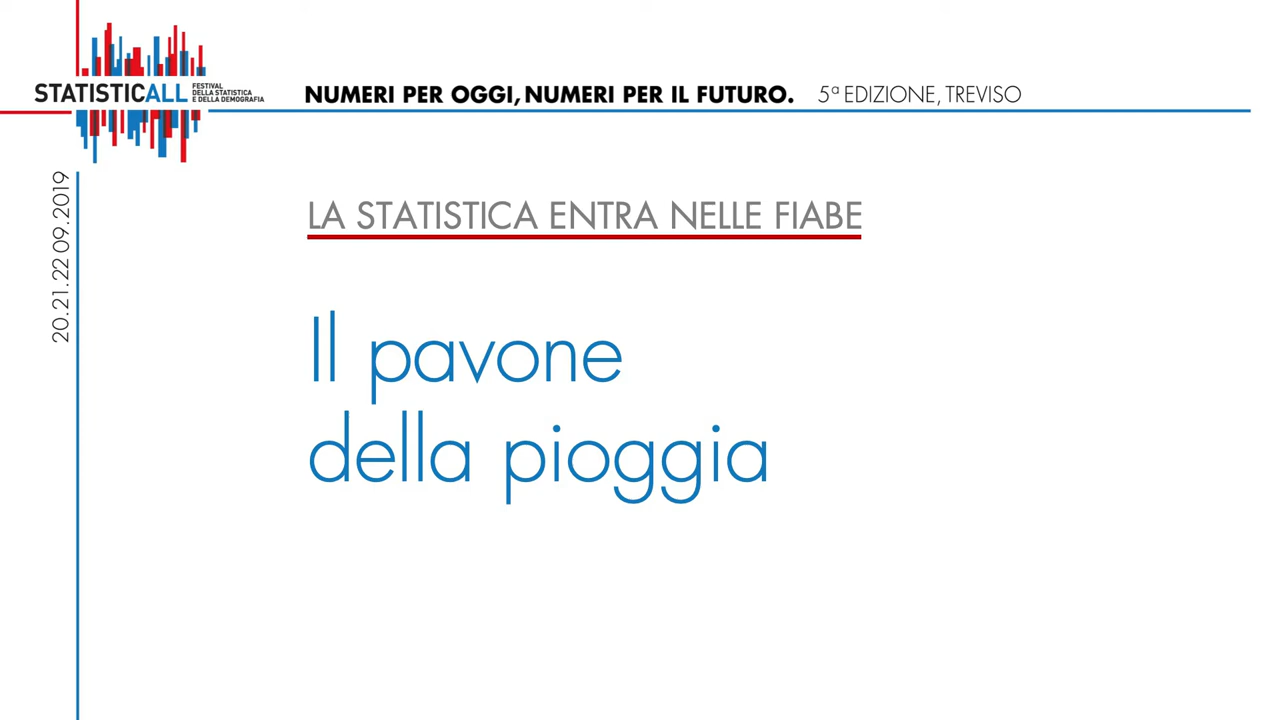 STATISTICALL
FESTIVAL
DELLA STATISTICA
E DELLA DEMOGRAFIA
NUMERI PER OGGI, NUMERI PER IL FUTURO. 5ª EDIZIONE, TREVISO
20.21.22 09.2019
LA STATISTICA ENTRA NELLE FIABE
Il pavone
della pioggia